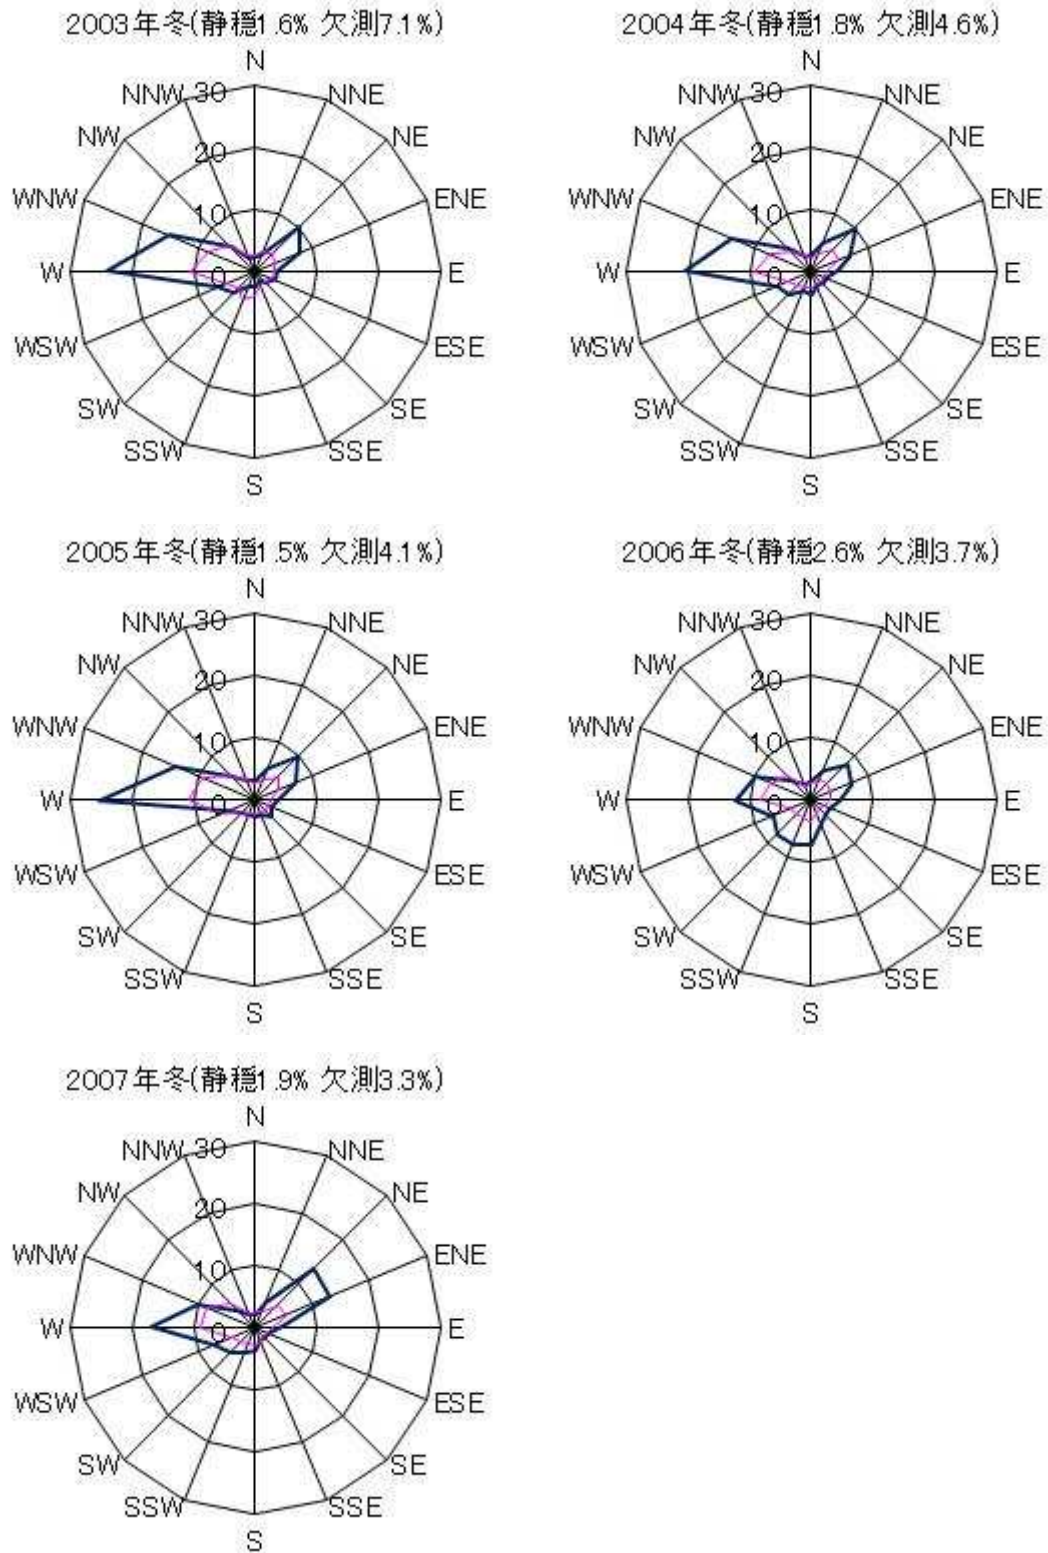 2003年冬(静穏1.6% 欠測7.1%)
N
NNW 30 NNE
NW 20 NE
WNW 10 ENE
W 0 E
WSW ESE
SW SE
SSW SSE
S
2004年冬(静穏1.8% 欠測4.6%)
N
NNW 30 NNE
NW 20 NE
WNW 10 ENE
W 0 E
WSW ESE
SW SE
SSW SSE
S
2005年冬(静穏1.5% 欠測4.1%)
N
NNW 30 NNE
NW 20 NE
WNW 10 ENE
W 0 E
WSW ESE
SW SE
SSW SSE
S
2006年冬(静穏2.6% 欠測3.7%)
N
NNW 30 NNE
NW 20 NE
WNW 10 ENE
W 0 E
WSW ESE
SW SE
SSW SSE
S
2007年冬(静穏1.9% 欠測3.3%)
N
NNW 30 NNE
NW 20 NE
WNW 10 ENE
W 0 E
WSW ESE
SW SE
SSW SSE
S